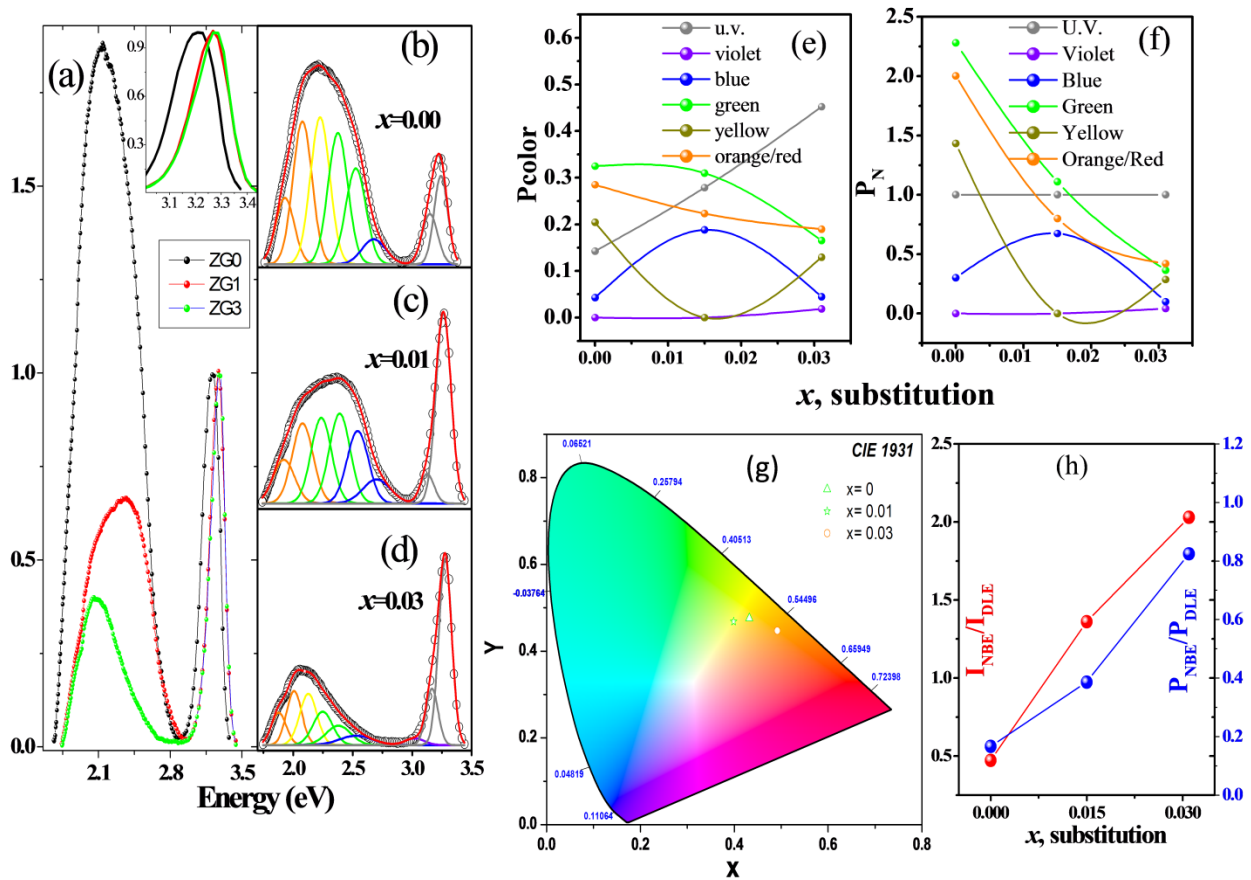 (a)
1.8
1.5
1.0
0.5
0.0
0.9
0.6
0.3
3.1 3.2 3.3 3.4
ZG0
ZG1
ZG3
2.1 2.8 3.5
(b)
x=0.00
(c)
x=0.01
(d)
x=0.03
2.0 2.5 3.0 3.5
Energy (eV)
(e)
Pcolor
0.6
0.5
0.4
0.3
0.2
0.1
0.0
u.v.
violet
blue
green
yellow
orange/red
0.00 0.01 0.02 0.03
(f)
P_N
2.5
2.0
1.5
1.0
0.5
0.0
U.V.
Violet
Blue
Green
Yellow
Orange/Red
0.00 0.01 0.02 0.03
x, substitution
(g)
CIE 1931
x= 0
x= 0.01
x= 0.03
0.06521
0.25794
0.40513
0.54496
0.65949
0.72398
-0.03764
0.04819
0.11064
Y
0.8
0.6
0.4
0.2
0.0
0.0 0.2 0.4 0.6 0.8
X
(h)
I_NBE/I_DLE
2.5
2.0
1.5
1.0
0.5
P_NBE/P_DLE
1.2
1.0
0.8
0.6
0.4
0.2
0.0
0.000 0.015 0.030
x, substitution